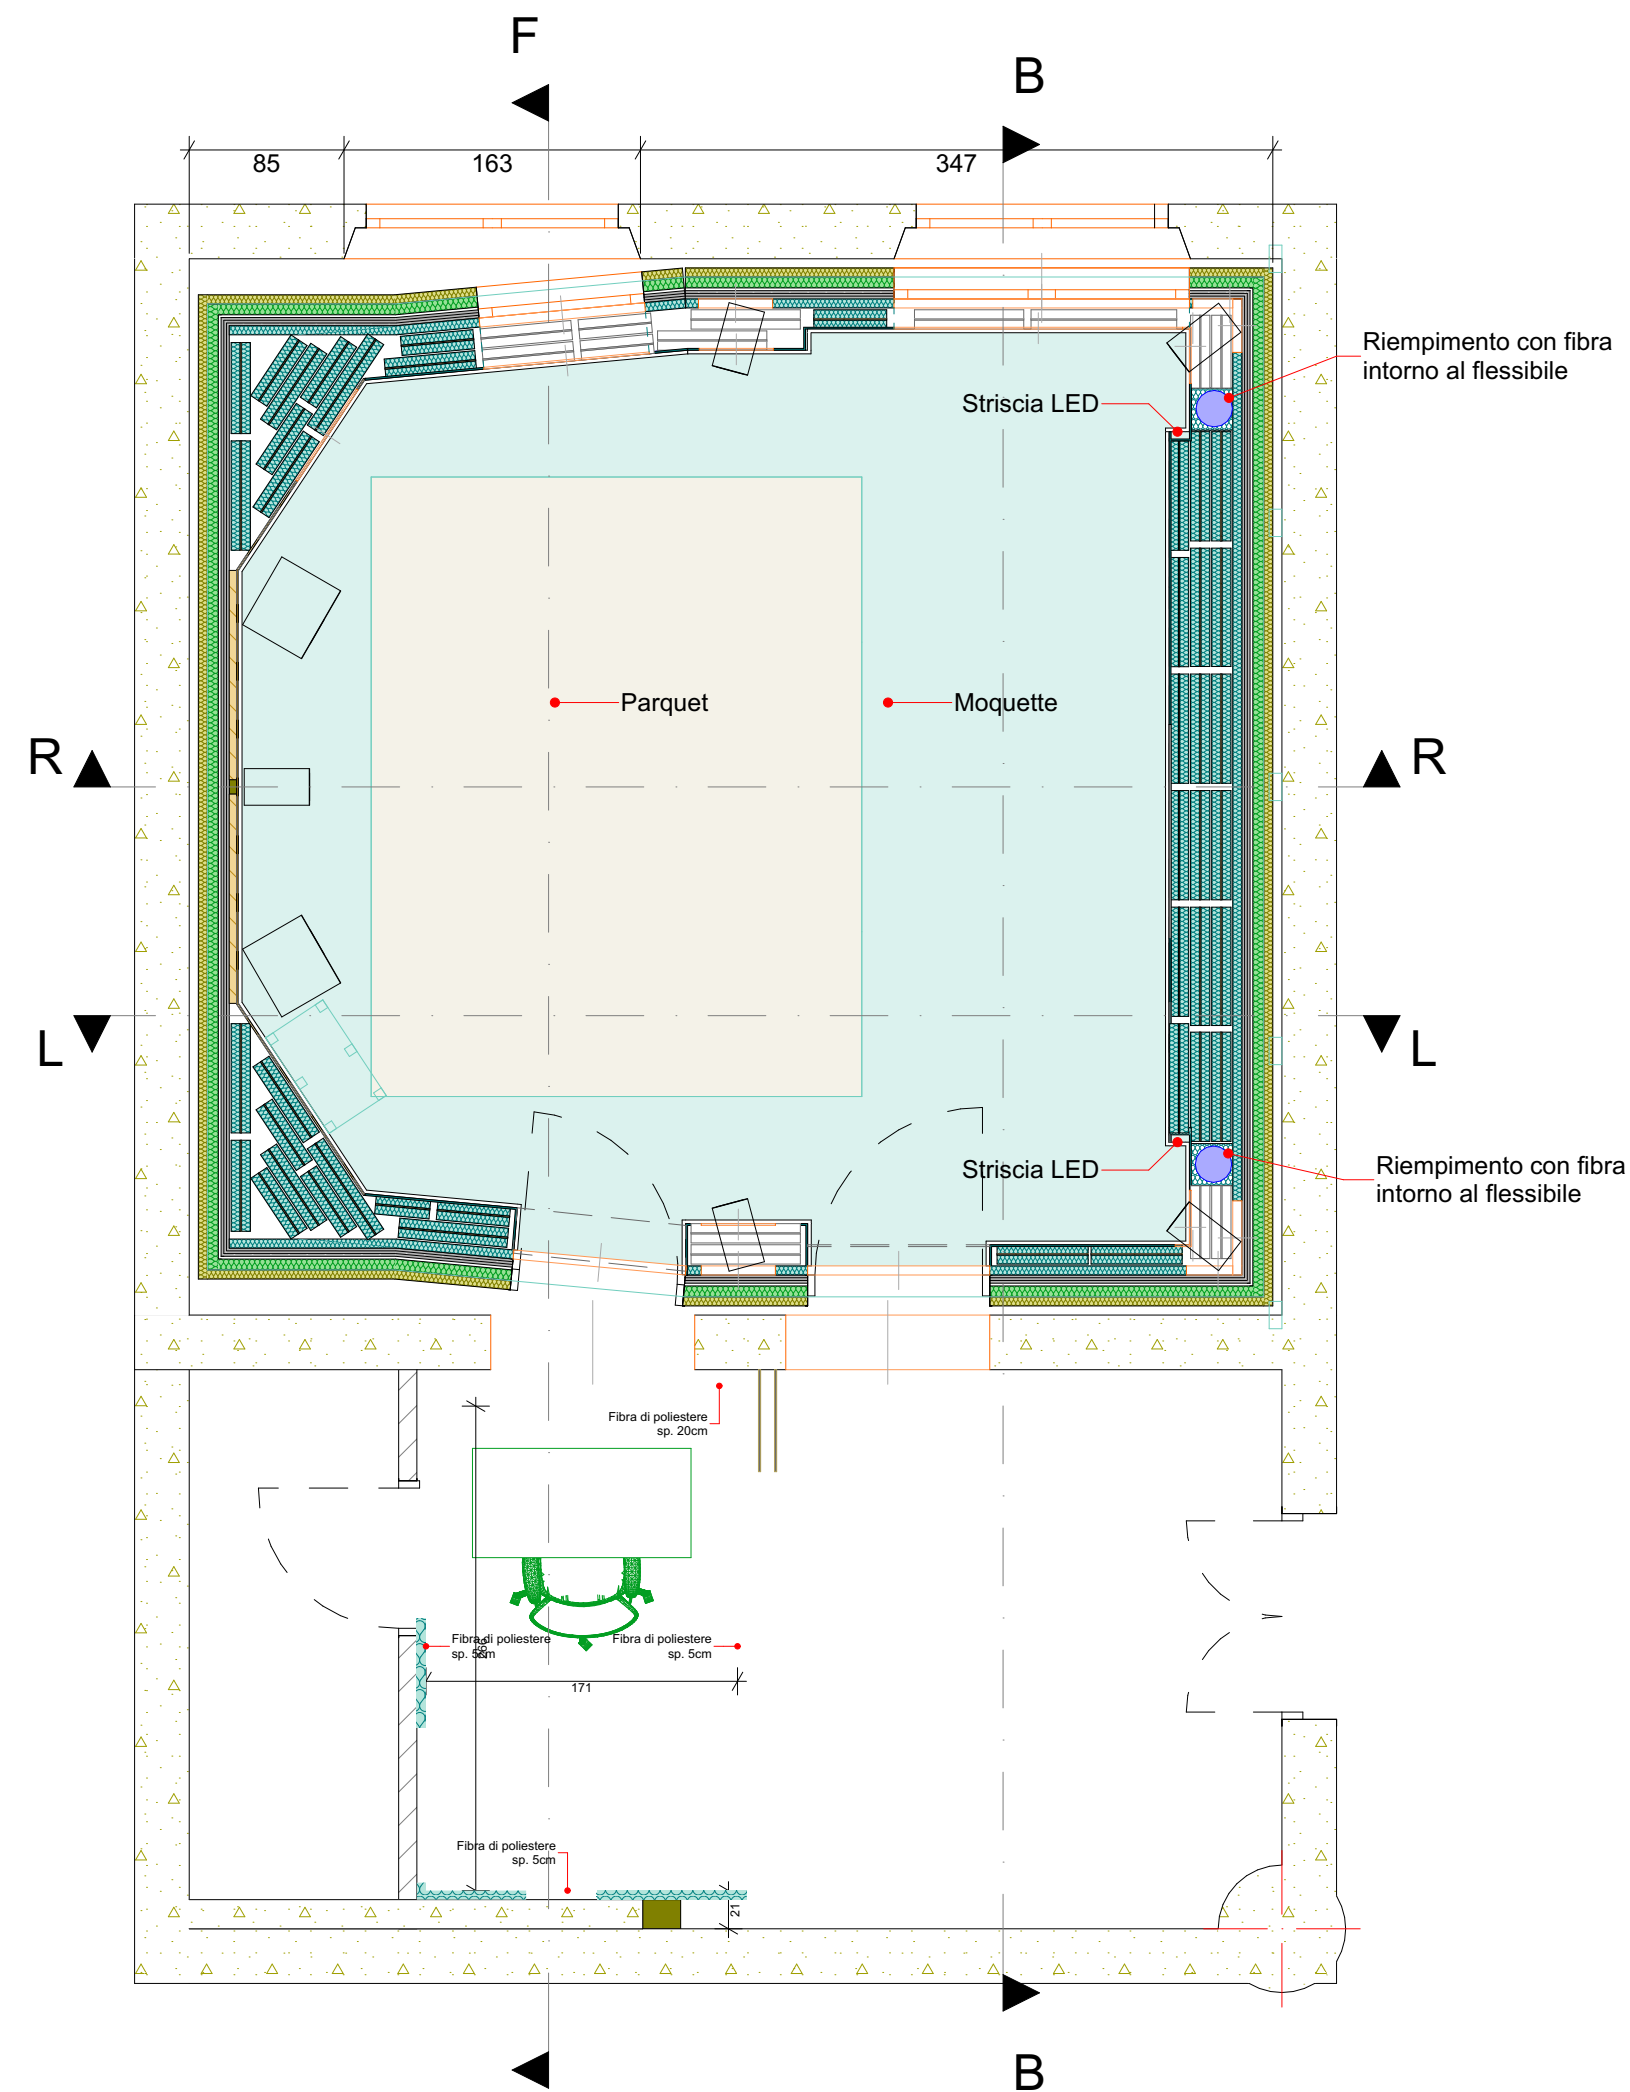 F
B
85
163
347
Riempimento con fibra
intorno al flessibile
Striscia LED
Parquet
Moquette
R
R
L
L
Striscia LED
Riempimento con fibra
intorno al flessibile
Fibra di poliestere
sp. 20cm
Fibra di poliestere
sp. 5cm
Fibra di poliestere
sp. 5cm
171
Fibra di poliestere
sp. 5cm
21
B